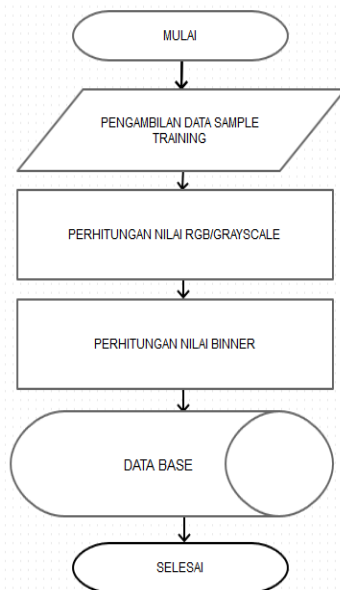 MULAI
PENGAMBILAN DATA SAMPLE
TRAINING
PERHITUNGAN NILAI RGB/GRAYSCALE
PERHITUNGAN NILAI BINNER
DATA BASE
SELESAI